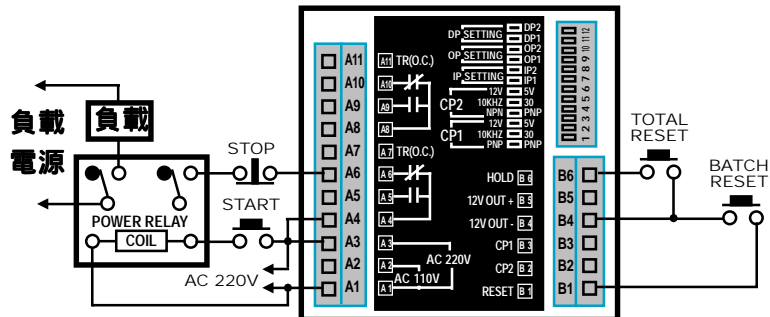 負載
電源
負載
POWER RELAY
COIL
STOP
START
AC 220V
A11
A10
A9
A8
A7
A6
A5
A4
A3
A2
A1
A11 TR(O.C.)
A10
A9
A8
A7 TR(O.C.)
A6
A5
A4
A3
A2
A1
AC 220V
AC 110V
DP SETTING DP2
DP1
OP SETTING OP2
OP1
IP SETTING IP2
IP1
CP2
12V 5V
10KHZ 30
NPN PNP
CP1
12V 5V
10KHZ 30
PNP PNP
HOLD B6
12V OUT + B5
12V OUT - B4
CP1 B3
CP2 B2
RESET B1
1 2 3 4 5 6 7 8 9 10 11 12
B6
B5
B4
B3
B2
B1
TOTAL
RESET
BATCH
RESET